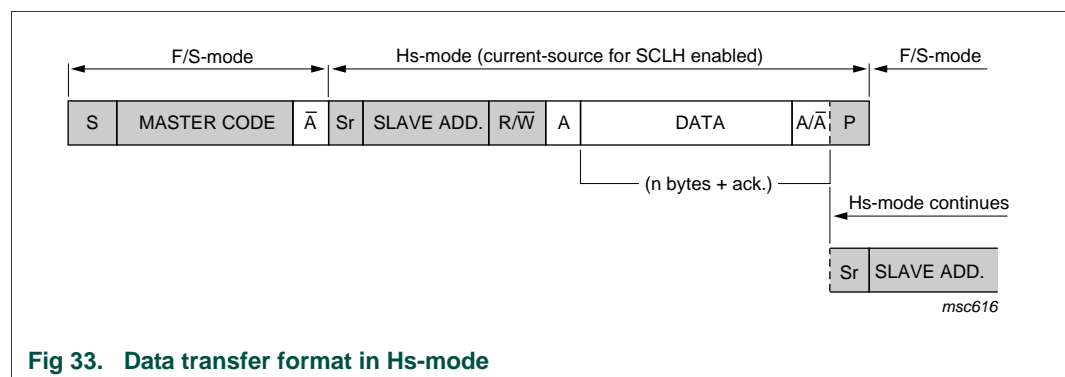 F/S-mode Hs-mode (current-source for SCLH enabled) F/S-mode
S MASTER CODE A̅ Sr SLAVE ADD. R/W̅ A DATA A/A̅ P
(n bytes + ack.)
Hs-mode continues
Sr SLAVE ADD.
msc616
Fig 33. Data transfer format in Hs-mode